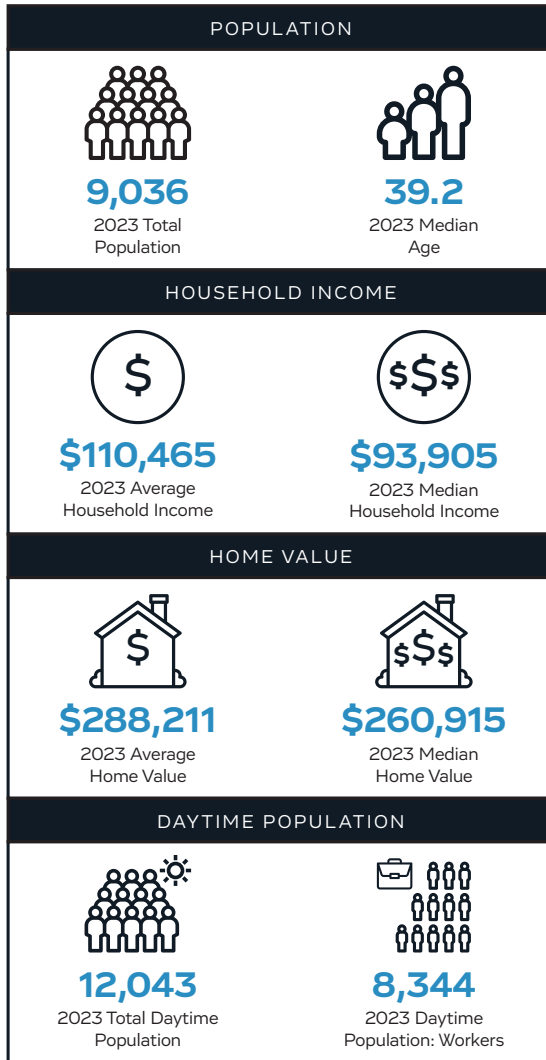 POPULATION
9,036
2023 Total
Population
39.2
2023 Median
Age
HOUSEHOLD INCOME
$
$110,465
2023 Average
Household Income
$$$
$93,905
2023 Median
Household Income
HOME VALUE
$
$288,211
2023 Average
Home Value
$$$
$260,915
2023 Median
Home Value
DAYTIME POPULATION
12,043
2023 Total Daytime
Population
8,344
2023 Daytime
Population: Workers